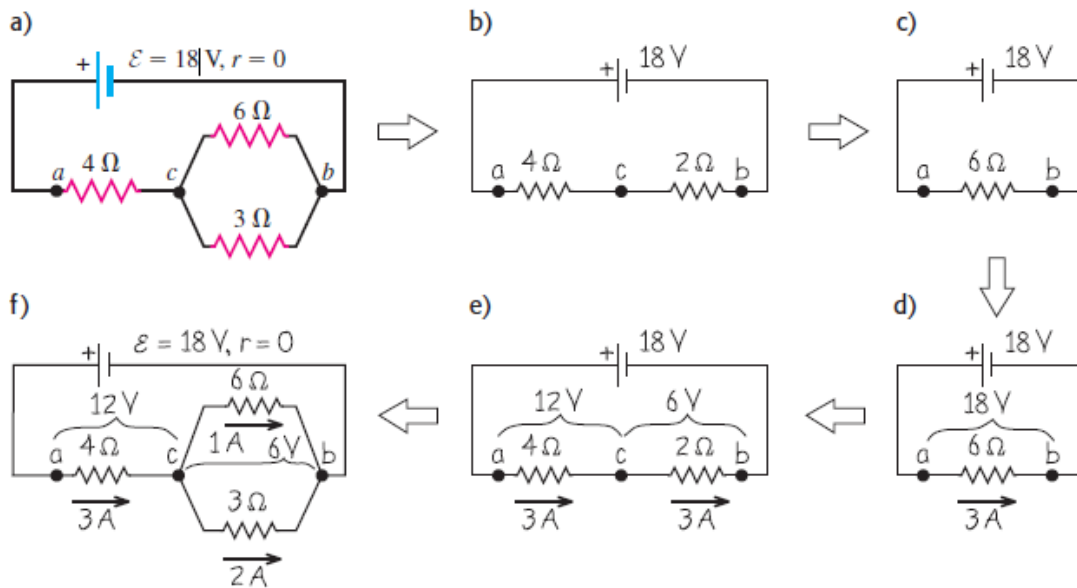 a)
+ ℰ = 18 V, r = 0
6 Ω
a 4 Ω c b
3 Ω
b)
+ 18 V
a 4 Ω c 2 Ω b
c)
18 V
+
a 6 Ω b
d)
+ 18 V
18 V
a 6 Ω b
3 A
e)
+ 18 V
12 V 6 V
a 4 Ω c 2 Ω b
3 A 3 A
f)
+ ℰ = 18 V, r = 0
6 Ω
12 V
1 A 6 V
a 4 Ω c b
3 A
3 Ω
2 A